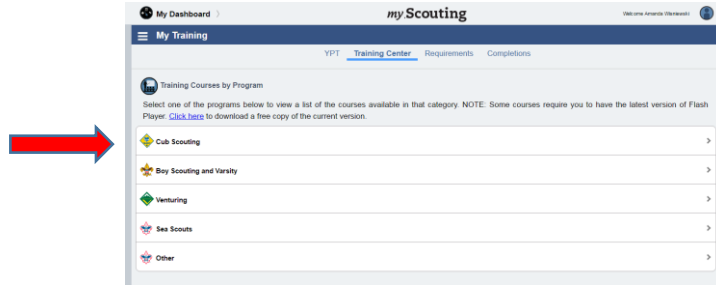 My Dashboard
my.Scouting
Welcome Amanda Wisniewski
My Training
YPT Training Center Requirements Completions
Training Courses by Program
Select one of the programs below to view a list of the courses available in that category. NOTE: Some courses require you to have the latest version of Flash
Player. Click here to download a free copy of the current version.
Cub Scouting
Boy Scouting and Varsity
Venturing
Sea Scouts
Other